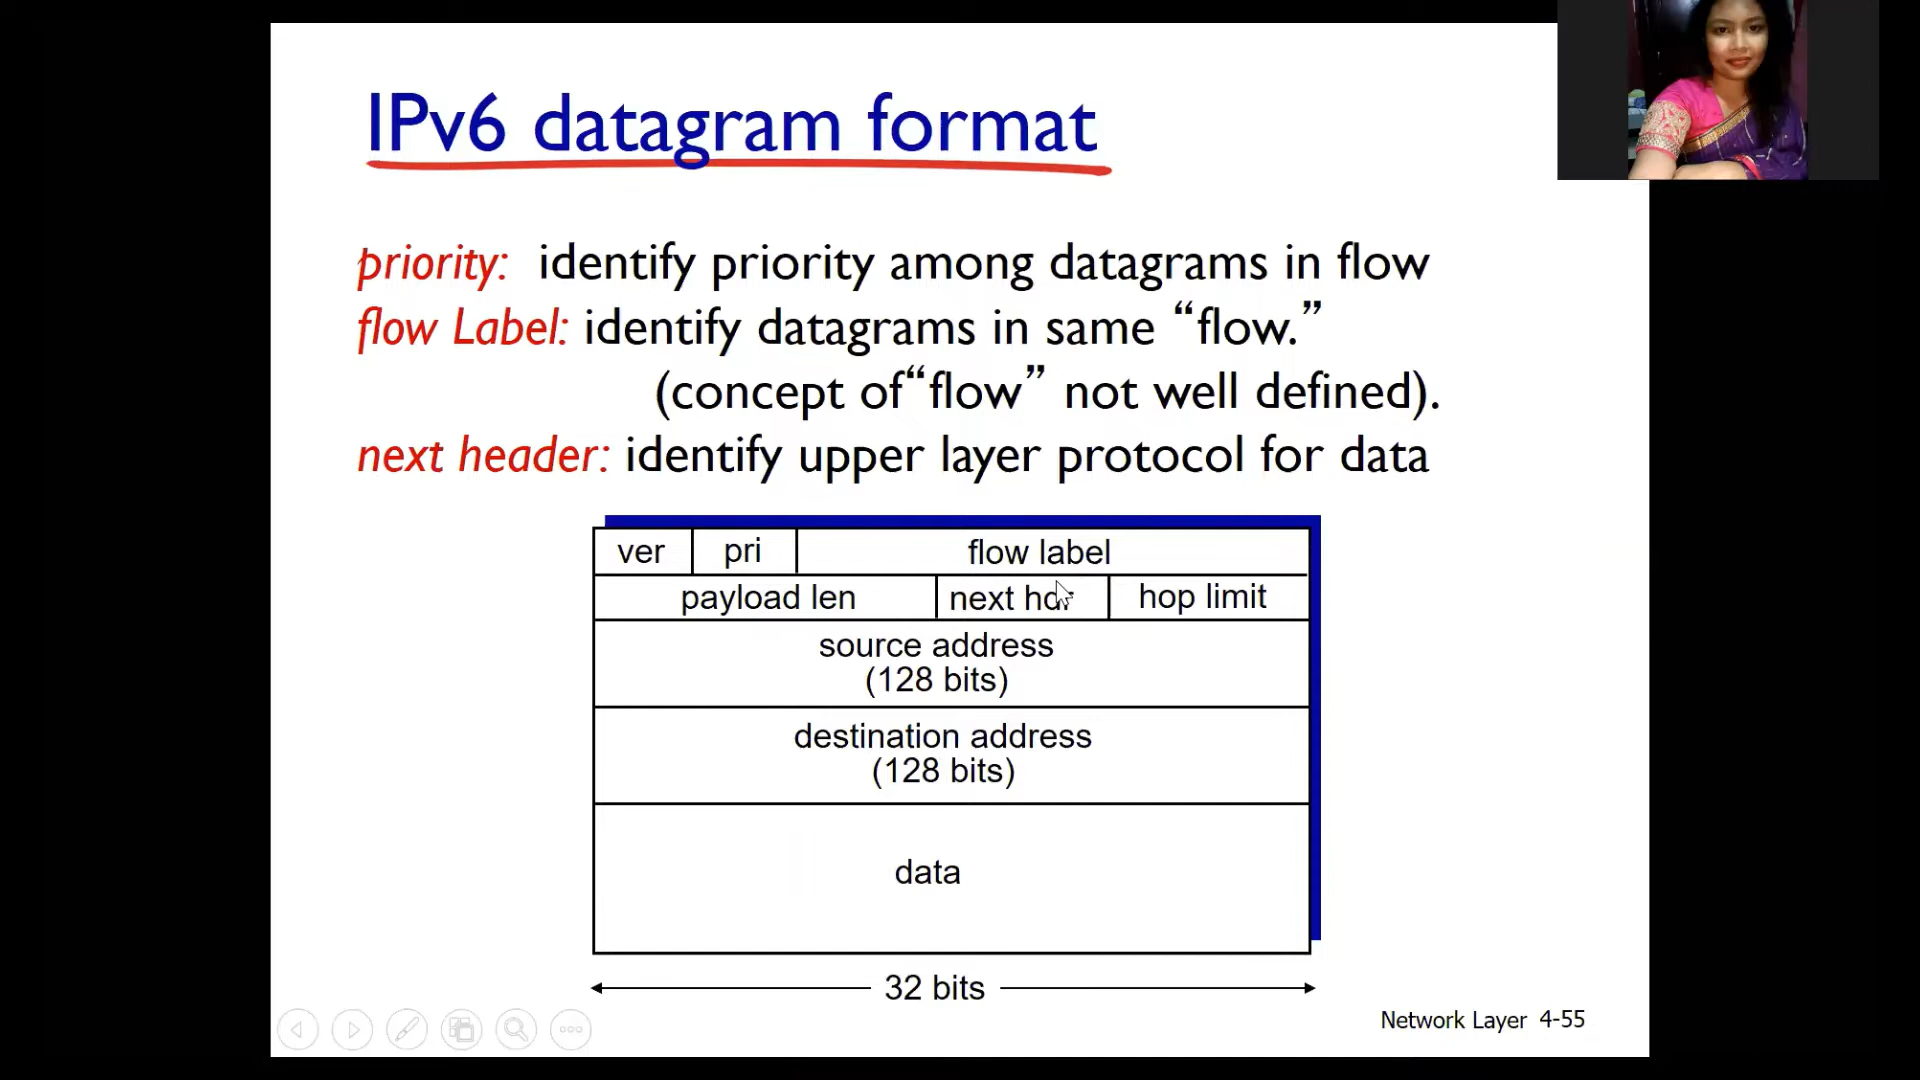 IPv6 datagram format
priority: identify priority among datagrams in flow
flow Label: identify datagrams in same “flow.”
(concept of“flow” not well defined).
next header: identify upper layer protocol for data
ver pri flow label
payload len next hdr hop limit
source address
(128 bits)
destination address
(128 bits)
data
32 bits
Network Layer 4-55